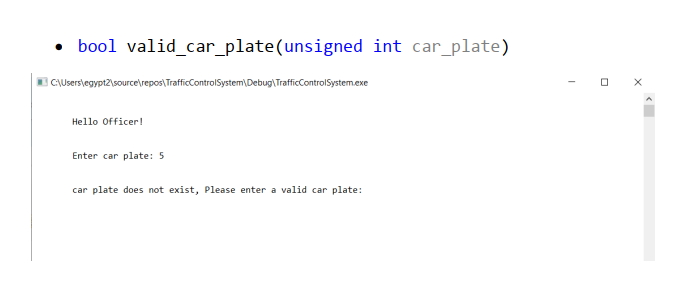 • bool valid_car_plate(unsigned int car_plate)
C:\Users\egypt2\source\repos\TrafficControlSystem\Debug\TrafficControlSystem.exe
Hello Officer!
Enter car plate: 5
car plate does not exist, Please enter a valid car plate: